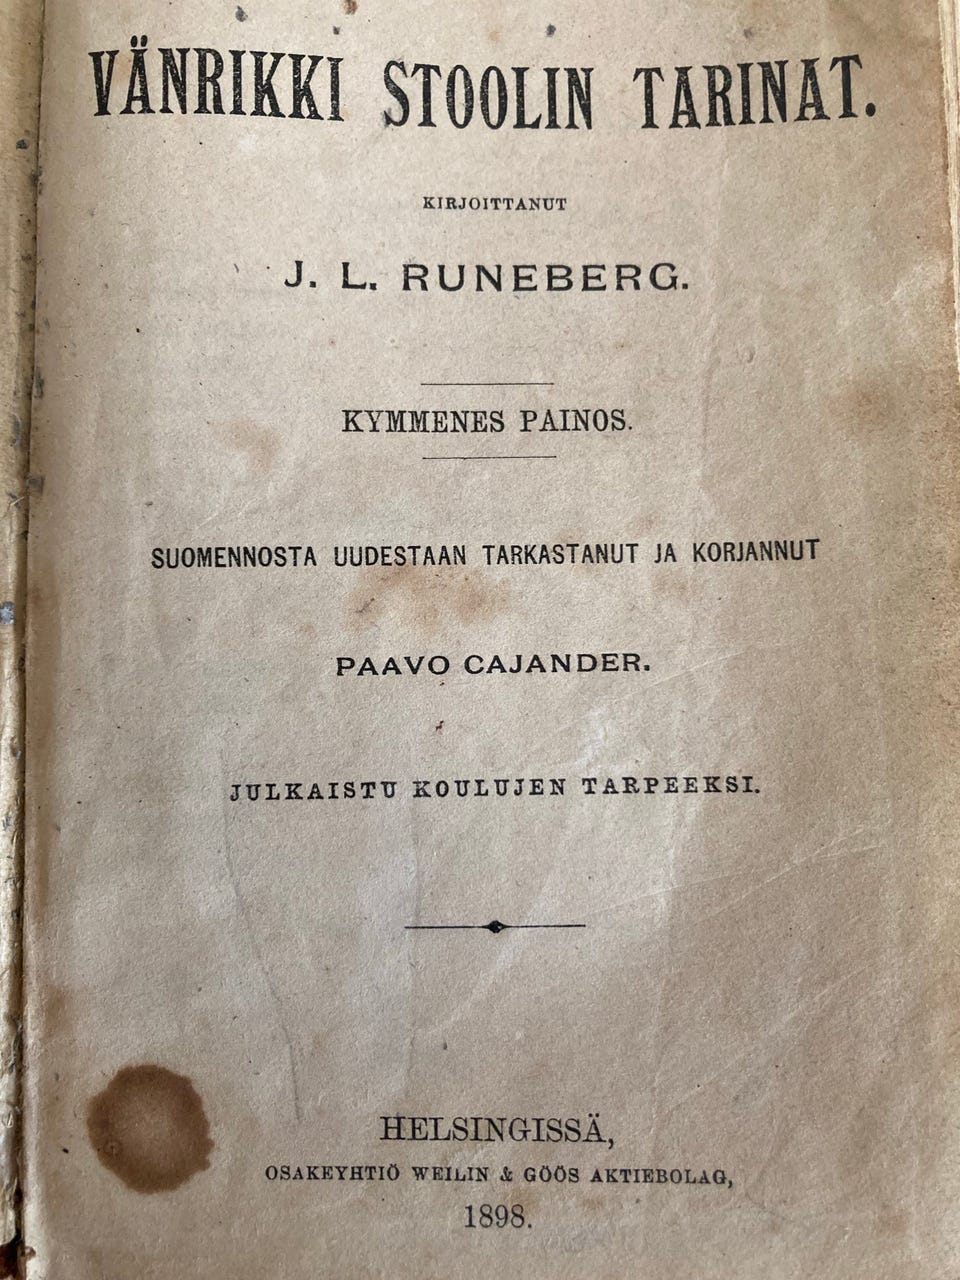 VÄNRIKKI STOOLIN TARINAT.
KIRJOITTANUT
J. L. RUNEBERG.
KYMMENES PAINOS.
SUOMENNOSTA UUDESTAAN TARKASTANUT JA KORJANNUT
PAAVO CAJANDER.
JULKAISTU KOULUJEN TARPEEKSI.
HELSINGISSÄ,
OSAKEYHTIÖ WEILIN & GÖÖS AKTIEBOLAG,
1898.